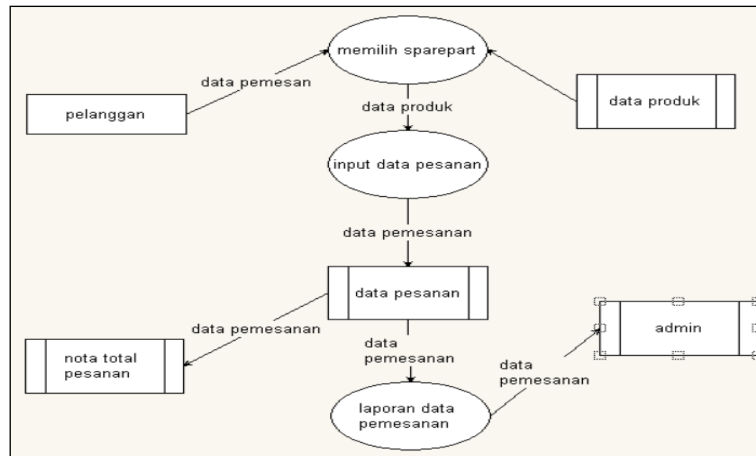 memilih sparepart
data pemesan
pelanggan
data produk
data produk
input data pesanan
data pemesanan
data pesanan
data pemesanan
nota total
pesanan
data
pemesanan
admin
data
pemesanan
laporan data
pemesanan